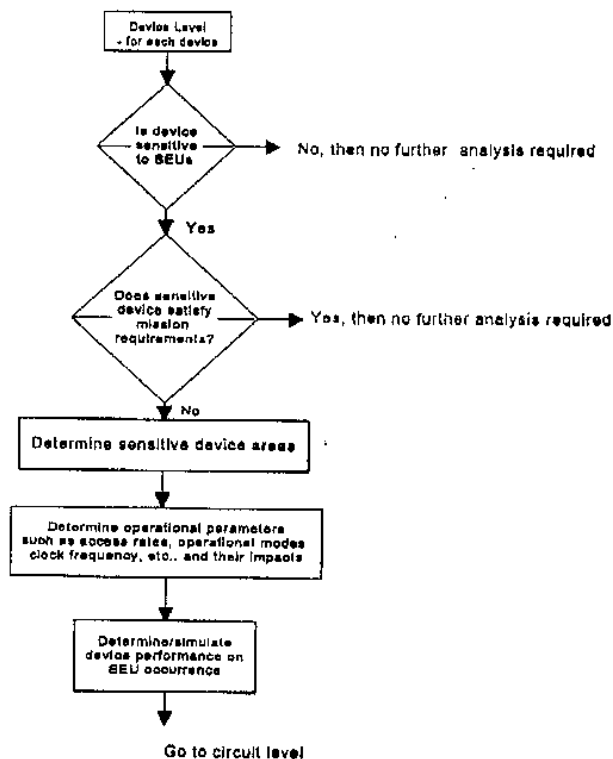 Device Level
- for each device
Is device
sensitive
to SEUs
No, then no further analysis required
Yes
Does sensitive
device satisfy
mission
requirements?
Yes, then no further analysis required
No
Determine sensitive device areas
Determine operational parameters
such as access rates, operational modes
clock frequency, etc.. and their impacts
Determine/simulate
device performance on
SEU occurrence
Go to circuit level